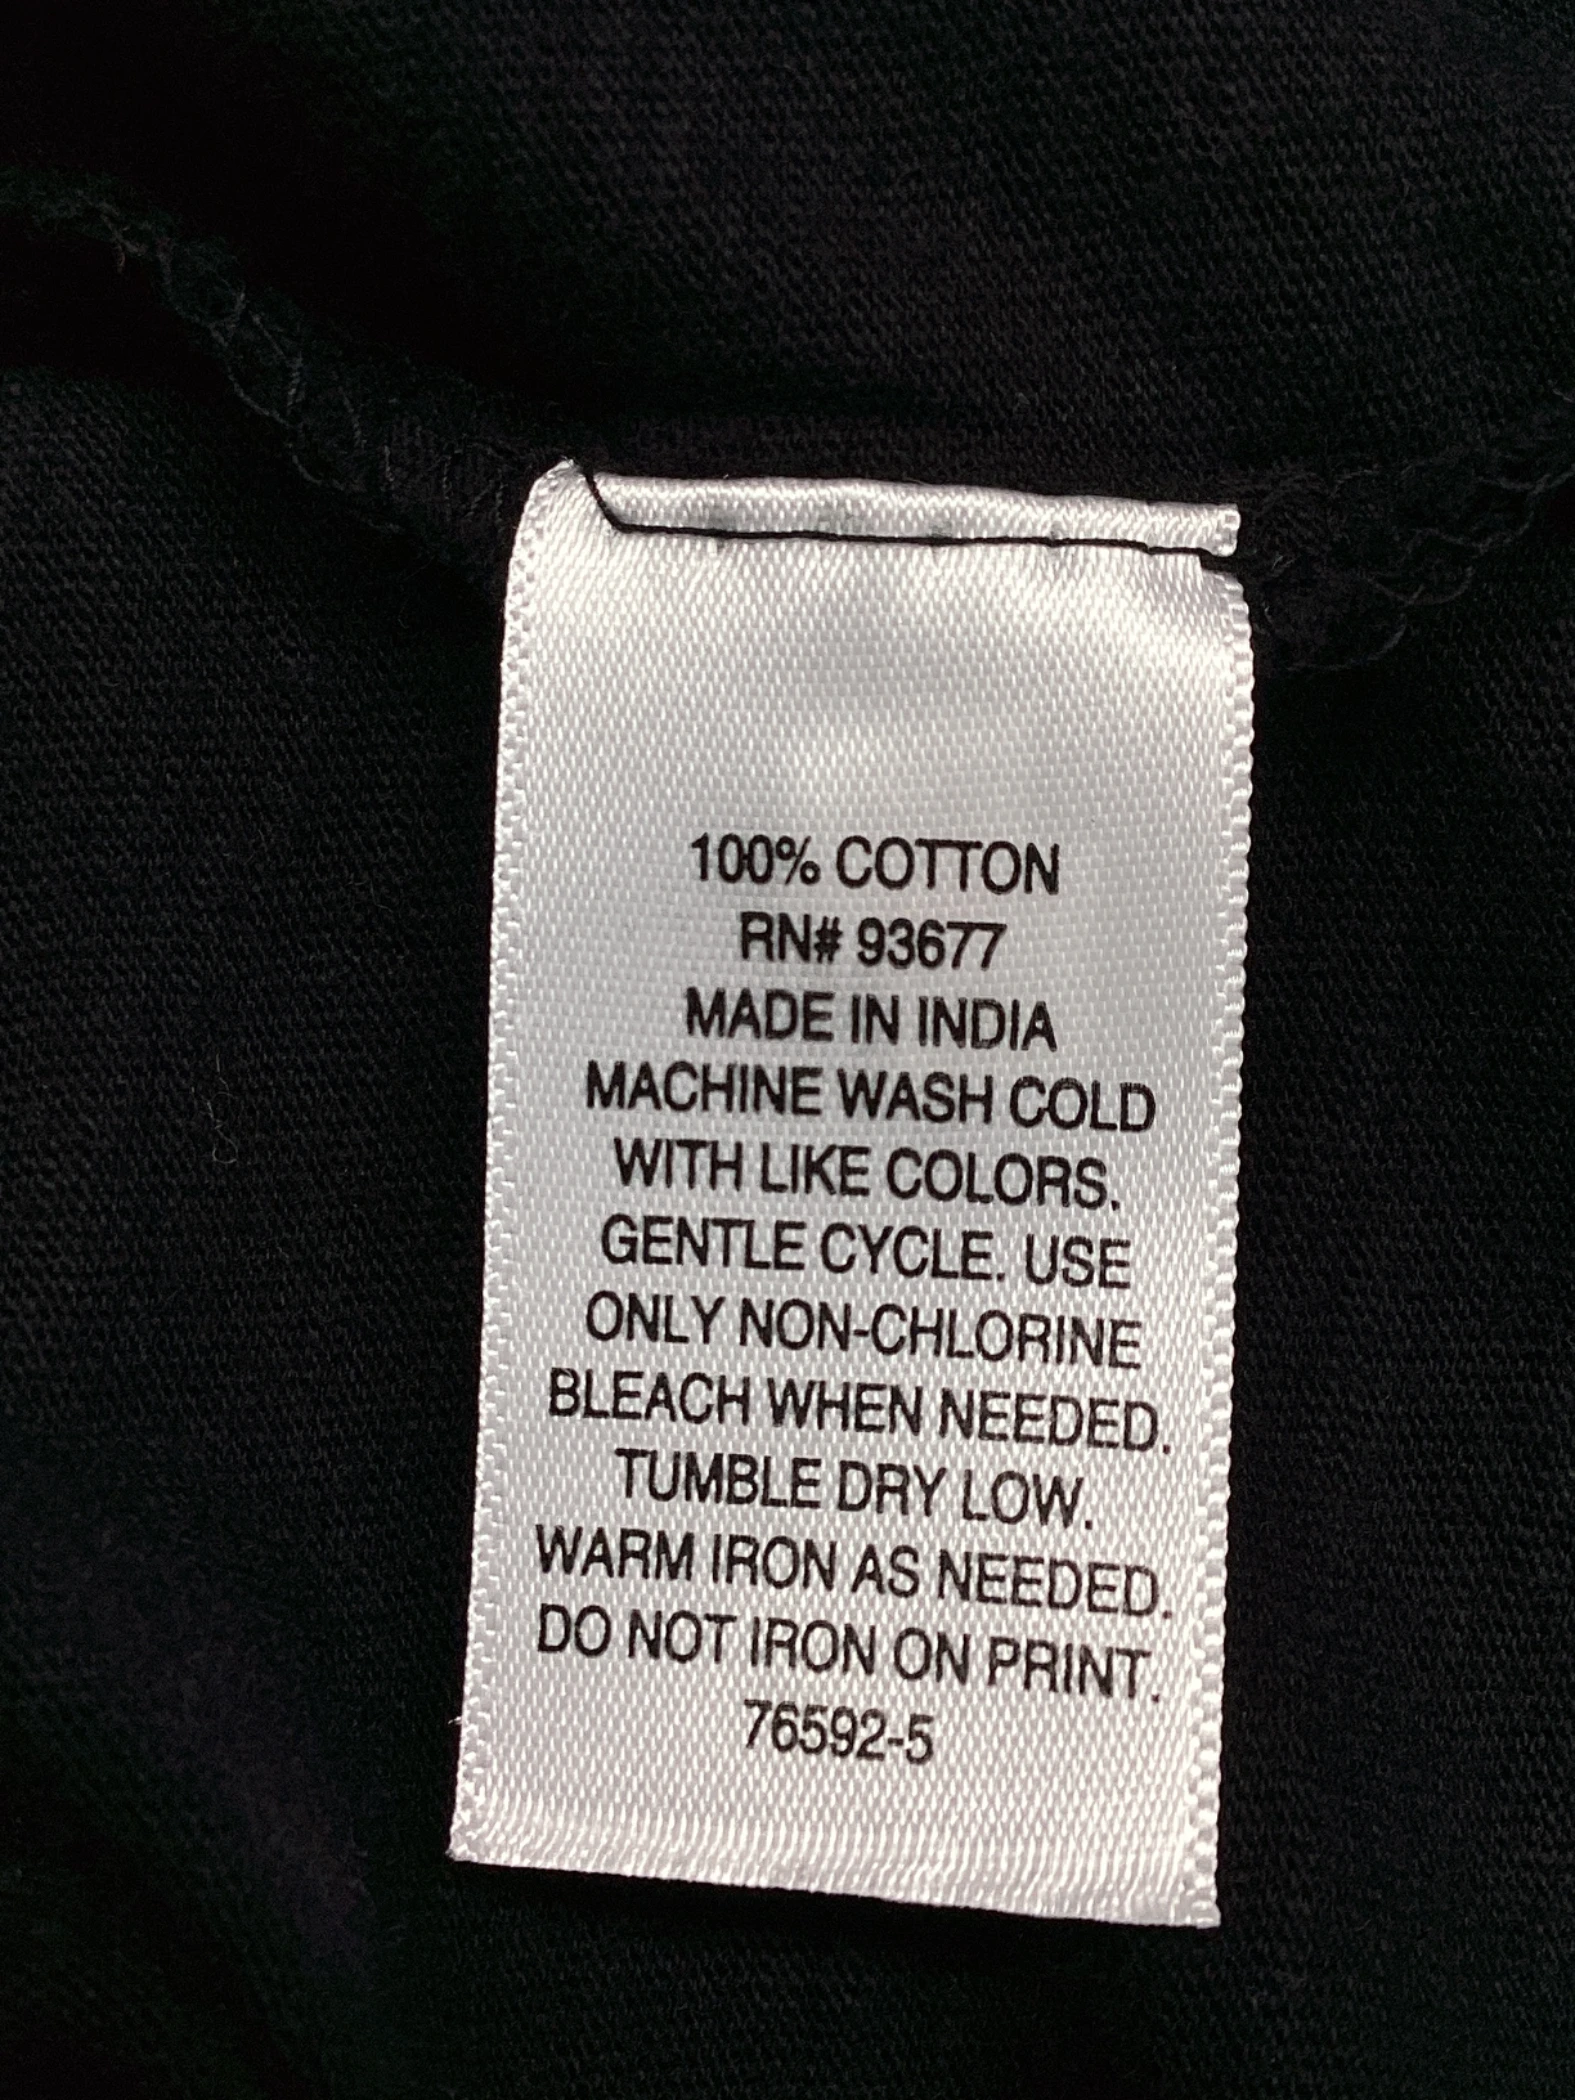 100% COTTON
RN# 93677
MADE IN INDIA
MACHINE WASH COLD
WITH LIKE COLORS.
GENTLE CYCLE. USE
ONLY NON-CHLORINE
BLEACH WHEN NEEDED.
TUMBLE DRY LOW.
WARM IRON AS NEEDED.
DO NOT IRON ON PRINT.
76592-5